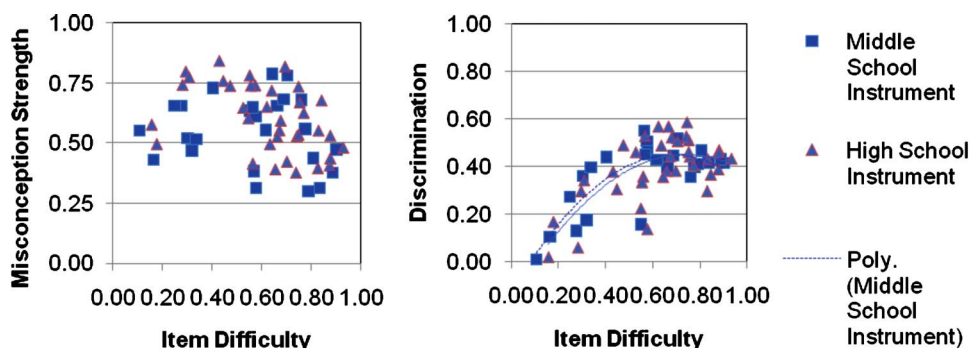 Misconception Strength
1.00
0.75
0.50
0.25
0.00
0.00 0.20 0.40 0.60 0.80 1.00
Item Difficulty
Discrimination
1.00
0.80
0.60
0.40
0.20
0.00
0.00 0.20 0.40 0.60 0.80 1.00
Item Difficulty
Middle
School
Instrument
High School
Instrument
Poly.
(Middle
School
Instrument)